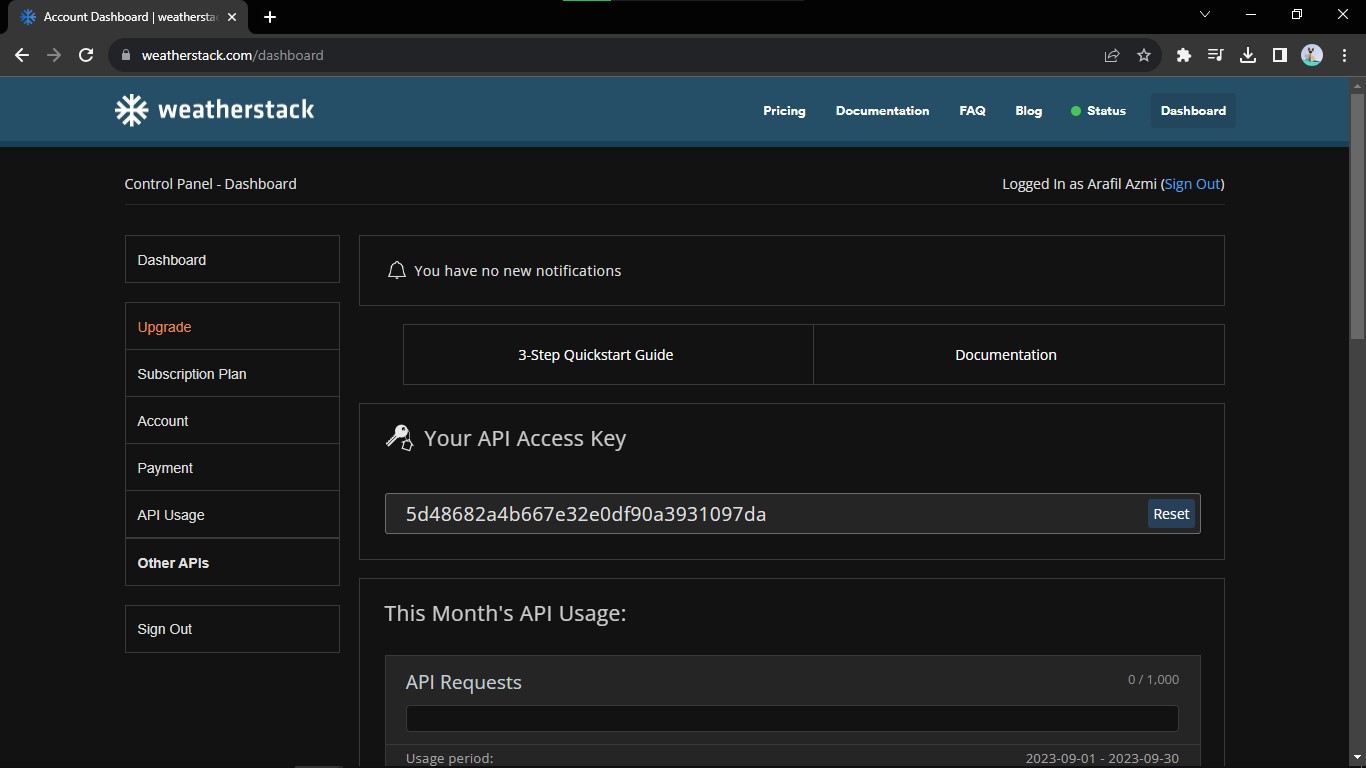 Account Dashboard | weathersta
weatherstack.com/dashboard
weatherstack
Pricing
Documentation
FAQ
Blog
Status
Dashboard
Control Panel - Dashboard
Logged In as Arafil Azmi (Sign Out)
Dashboard
Upgrade
Subscription Plan
Account
Payment
API Usage
Other APIs
Sign Out
You have no new notifications
3-Step Quickstart Guide
Documentation
Your API Access Key
5d48682a4b667e32e0df90a3931097da
Reset
This Month's API Usage:
API Requests
0 / 1,000
Usage period:
2023-09-01 - 2023-09-30